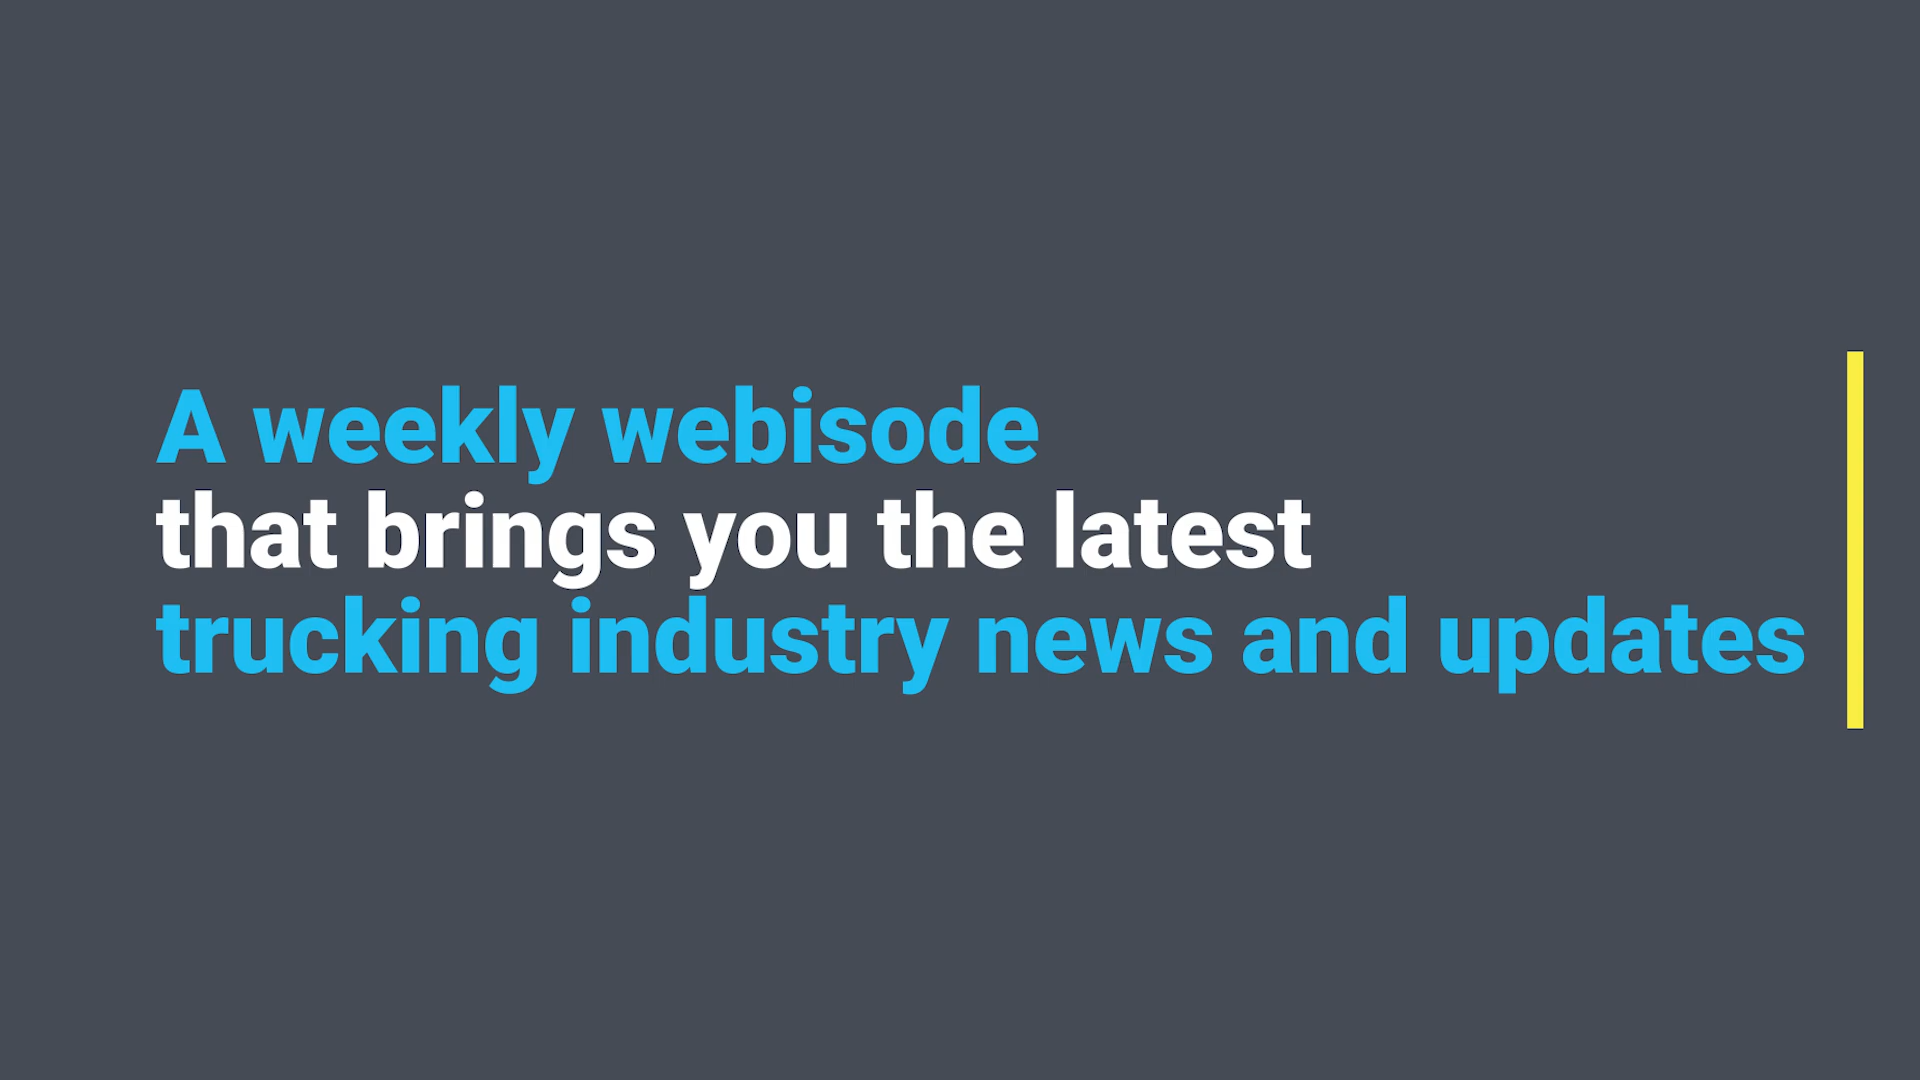 A weekly webisode
that brings you the latest
trucking industry news and updates